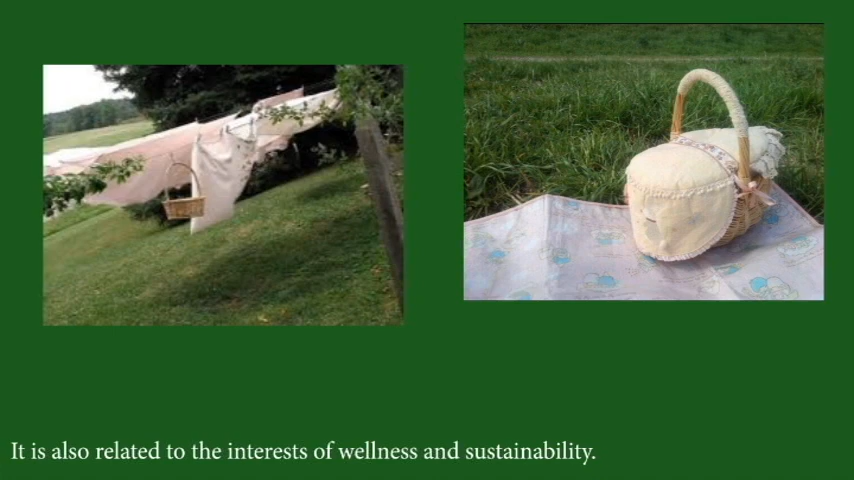 It is also related to the interests of wellness and sustainability.